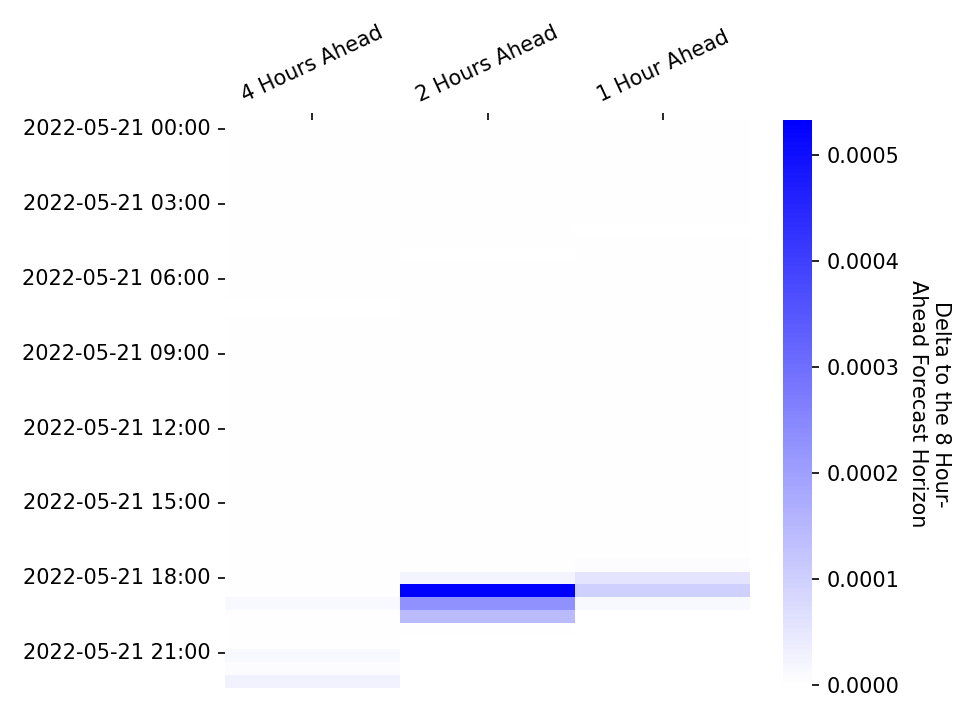 4 Hours Ahead
2 Hours Ahead
1 Hour Ahead
2022-05-21 00:00
2022-05-21 03:00
2022-05-21 06:00
2022-05-21 09:00
2022-05-21 12:00
2022-05-21 15:00
2022-05-21 18:00
2022-05-21 21:00
0.0005
0.0004
0.0003
0.0002
0.0001
0.0000
Delta to the 8 Hour-
Ahead Forecast Horizon